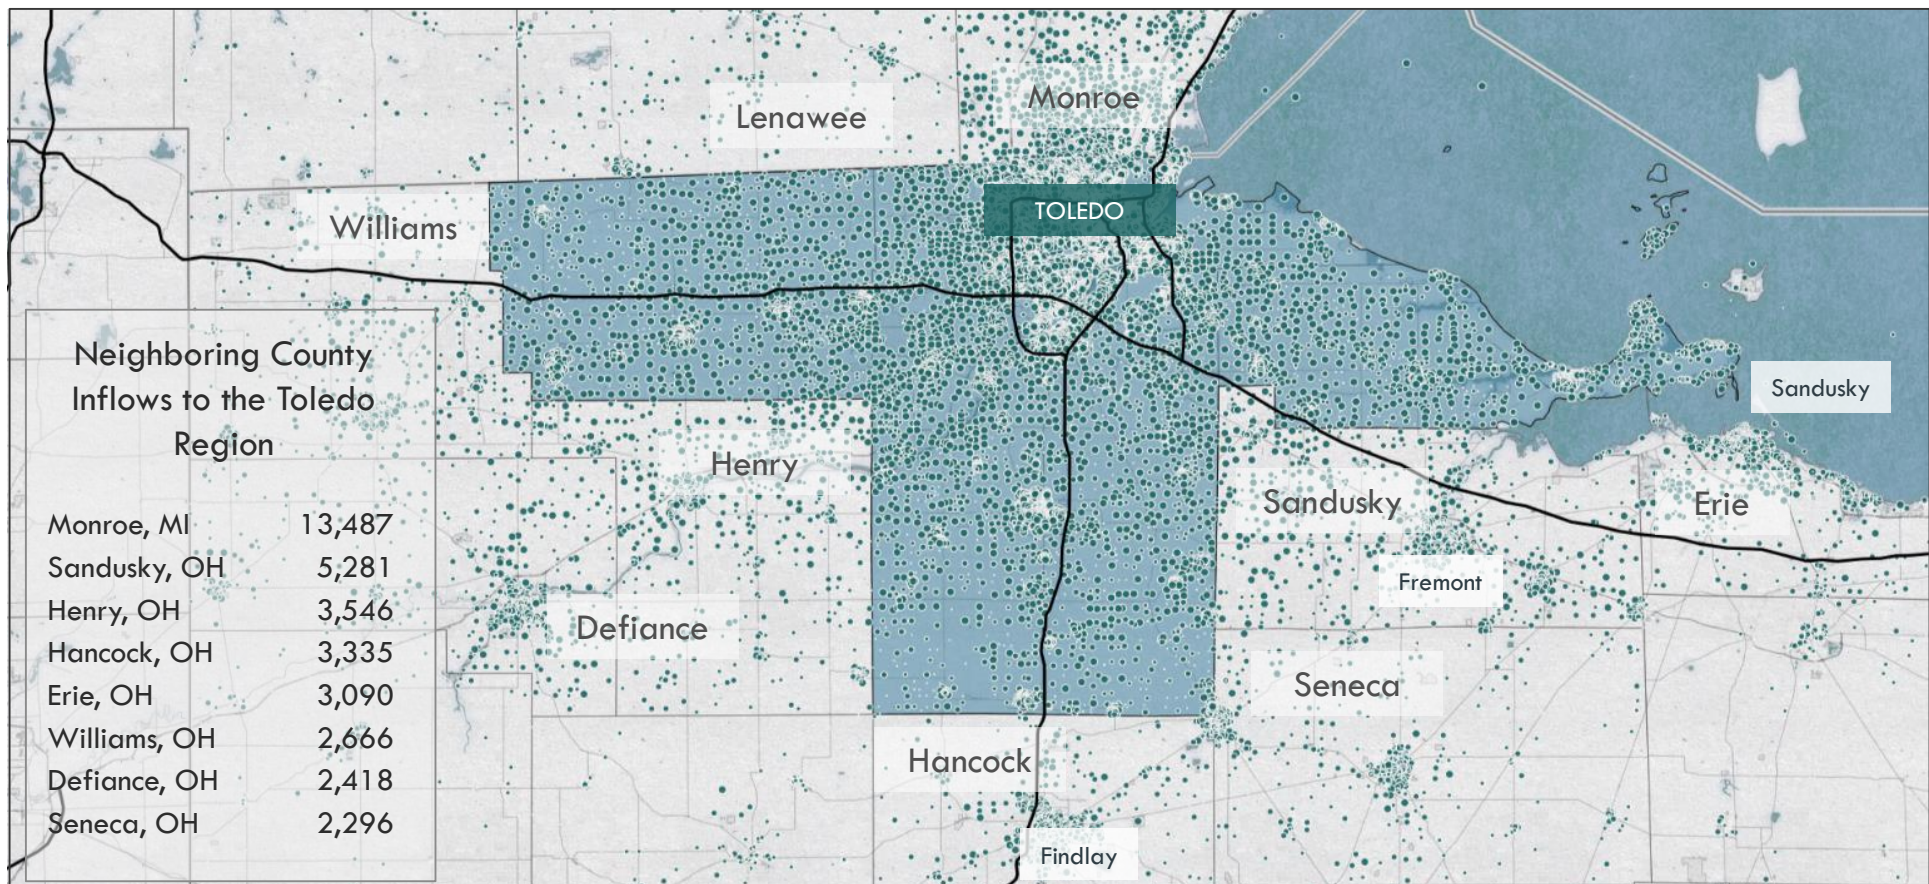 Lenawee
Monroe
TOLEDO
Williams
Neighboring County
Inflows to the Toledo
Region
Monroe, MI 13,487
Sandusky, OH 5,281
Henry, OH 3,546
Hancock, OH 3,335
Erie, OH 3,090
Williams, OH 2,666
Defiance, OH 2,418
Seneca, OH 2,296
Sandusky
Henry
Sandusky
Erie
Fremont
Defiance
Seneca
Hancock
Findlay